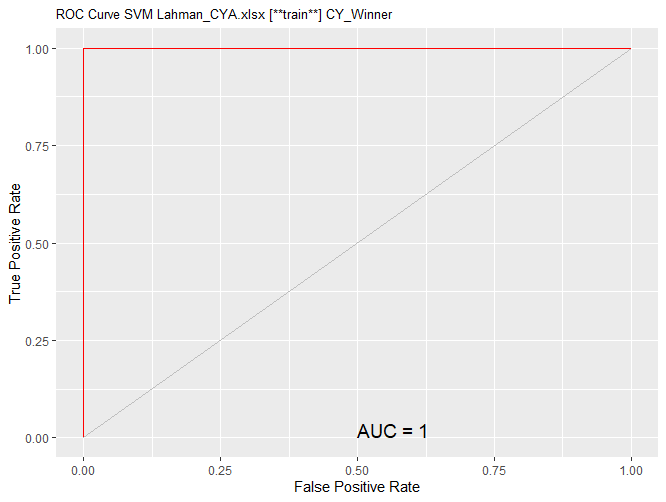 ROC Curve SVM Lahman_CYA.xlsx [**train**] CY_Winner
1.00
0.75
0.50
0.25
0.00
True Positive Rate
AUC = 1
0.00 0.25 0.50 0.75 1.00
False Positive Rate